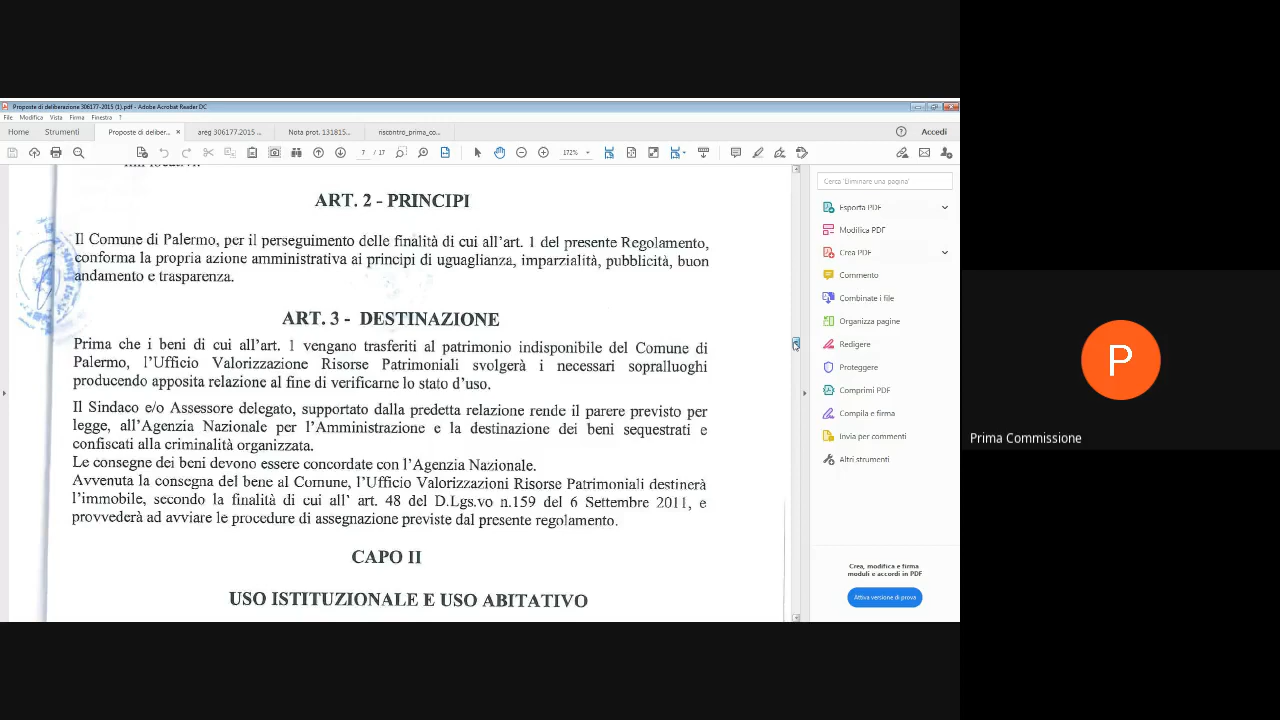 Proposte di deliberazione 306177-2015 (1).pdf - Adobe Acrobat Reader DC
File Modifica Vista Firma Finestra ?
Home Strumenti Proposte di deliber... × areg 306177.2015 ... Nota prot. 131815... riscontro_prima_co... Accedi
7 / 17 172%
ART. 2 - PRINCIPI
Il Comune di Palermo, per il perseguimento delle finalità di cui all'art. 1 del presente Regolamento,
conforma la propria azione amministrativa ai principi di uguaglianza, imparzialità, pubblicità, buon
andamento e trasparenza.
ART. 3 - DESTINAZIONE
Prima che i beni di cui all'art. 1 vengano trasferiti al patrimonio indisponibile del Comune di
Palermo, l'Ufficio Valorizzazione Risorse Patrimoniali svolgerà i necessari sopralluoghi
producendo apposita relazione al fine di verificarne lo stato d'uso.
Il Sindaco e/o Assessore delegato, supportato dalla predetta relazione rende il parere previsto per
legge, all'Agenzia Nazionale per l'Amministrazione e la destinazione dei beni sequestrati e
confiscati alla criminalità organizzata.
Le consegne dei beni devono essere concordate con l'Agenzia Nazionale.
Avvenuta la consegna del bene al Comune, l'Ufficio Valorizzazioni Risorse Patrimoniali destinerà
l'immobile, secondo la finalità di cui all' art. 48 del D.Lgs.vo n.159 del 6 Settembre 2011, e
provvederà ad avviare le procedure di assegnazione previste dal presente regolamento.
CAPO II
USO ISTITUZIONALE E USO ABITATIVO
Cerca 'Eliminare una pagina'
Esporta PDF
Modifica PDF
Crea PDF
Commento
Combinate i file
Organizza pagine
Redigere
Proteggere
Comprimi PDF
Compila e firma
Invia per commenti
Altri strumenti
Crea, modifica e firma
moduli e accordi in PDF
Attiva versione di prova
P
Prima Commissione